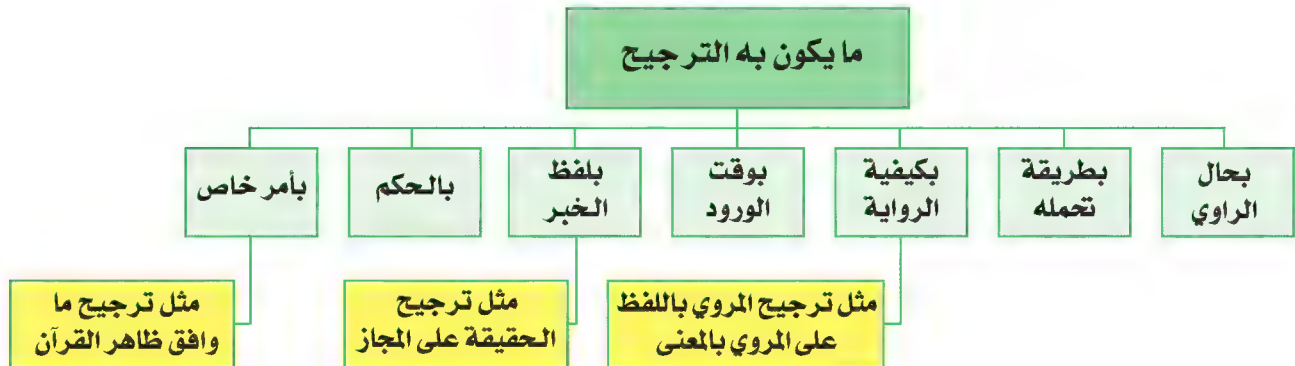 ما يكون به الترجيح
بحال
الراوي
بطريقة
تحمله
بكيفية
الرواية
بوقت
الورود
بلفظ
الخبر
بالحكم
بأمر خاص
مثل ترجيح المروي باللفظ
على المروي بالمعنى
مثل ترجيح
الحقيقة على المجاز
مثل ترجيح ما
وافق ظاهر القرآن